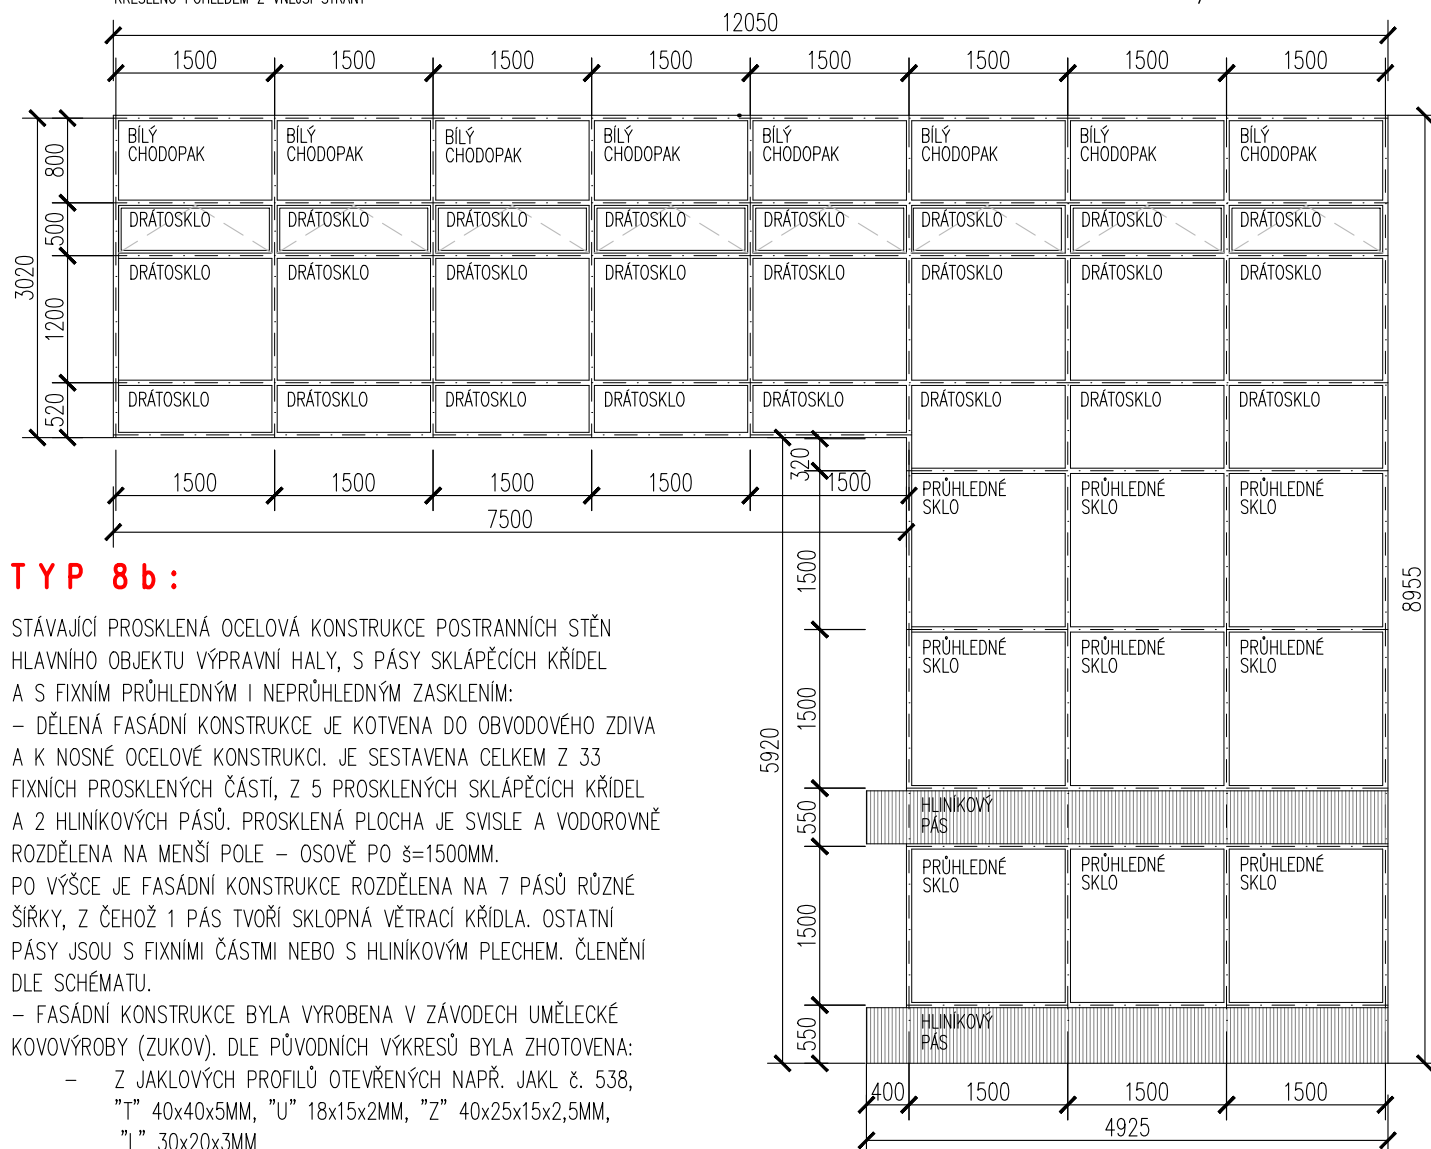 KRESLENO POHLEDEM Z VNĚJŠÍ STRANY
12050
1500 1500 1500 1500 1500 1500 1500 1500
BÍLÝ BÍLÝ BÍLÝ BÍLÝ BÍLÝ BÍLÝ BÍLÝ BÍLÝ
CHODOPAK CHODOPAK CHODOPAK CHODOPAK CHODOPAK CHODOPAK CHODOPAK CHODOPAK
800
DRÁTOSKLO DRÁTOSKLO DRÁTOSKLO DRÁTOSKLO DRÁTOSKLO DRÁTOSKLO DRÁTOSKLO DRÁTOSKLO
500
3020
DRÁTOSKLO DRÁTOSKLO DRÁTOSKLO DRÁTOSKLO DRÁTOSKLO DRÁTOSKLO DRÁTOSKLO DRÁTOSKLO
1200
DRÁTOSKLO DRÁTOSKLO DRÁTOSKLO DRÁTOSKLO DRÁTOSKLO DRÁTOSKLO DRÁTOSKLO DRÁTOSKLO
520
320
1500 1500 1500 1500 1500
7500
PRŮHLEDNÉ PRŮHLEDNÉ PRŮHLEDNÉ
SKLO SKLO SKLO
1500
8955
PRŮHLEDNÉ PRŮHLEDNÉ PRŮHLEDNÉ
SKLO SKLO SKLO
1500
5920
HLINÍKOVÝ
PÁS
550
PRŮHLEDNÉ PRŮHLEDNÉ PRŮHLEDNÉ
SKLO SKLO SKLO
1500
HLINÍKOVÝ
PÁS
550
400 1500 1500 1500
4925
TYP 8b:
STÁVAJÍCÍ PROSKLENÁ OCELOVÁ KONSTRUKCE POSTRANNÍCH STĚN
HLAVNÍHO OBJEKTU VÝPRAVNÍ HALY, S PÁSY SKLÁPĚCÍCH KŘÍDEL
A S FIXNÍM PRŮHLEDNÝM I NEPRŮHLEDNÝM ZASKLENÍM:
– DĚLENÁ FASÁDNÍ KONSTRUKCE JE KOTVENA DO OBVODOVÉHO ZDIVA
A K NOSNÉ OCELOVÉ KONSTRUKCI. JE SESTAVENA CELKEM Z 33
FIXNÍCH PROSKLENÝCH ČÁSTÍ, Z 5 PROSKLENÝCH SKLÁPĚCÍCH KŘÍDEL
A 2 HLINÍKOVÝCH PÁSŮ. PROSKLENÁ PLOCHA JE SVISLE A VODOROVNĚ
ROZDĚLENA NA MENŠÍ POLE – OSOVĚ PO š=1500MM.
PO VÝŠCE JE FASÁDNÍ KONSTRUKCE ROZDĚLENA NA 7 PÁSŮ RŮZNÉ
ŠÍŘKY, Z ČEHOŽ 1 PÁS TVOŘÍ SKLOPNÁ VĚTRACÍ KŘÍDLA. OSTATNÍ
PÁSY JSOU S FIXNÍMI ČÁSTMI NEBO S HLINÍKOVÝM PLECHEM. ČLENĚNÍ
DLE SCHÉMATU.
– FASÁDNÍ KONSTRUKCE BYLA VYROBENA V ZÁVODECH UMĚLECKÉ
KOVOVÝROBY (ZUKOV). DLE PŮVODNÍCH VÝKRESŮ BYLA ZHOTOVENA:
– Z JAKLOVÝCH PROFILŮ OTEVŘENÝCH NAPŘ. JAKL č. 538,
"T" 40x40x5MM, "U" 18x15x2MM, "Z" 40x25x15x2,5MM,
"L" 30x20x3MM